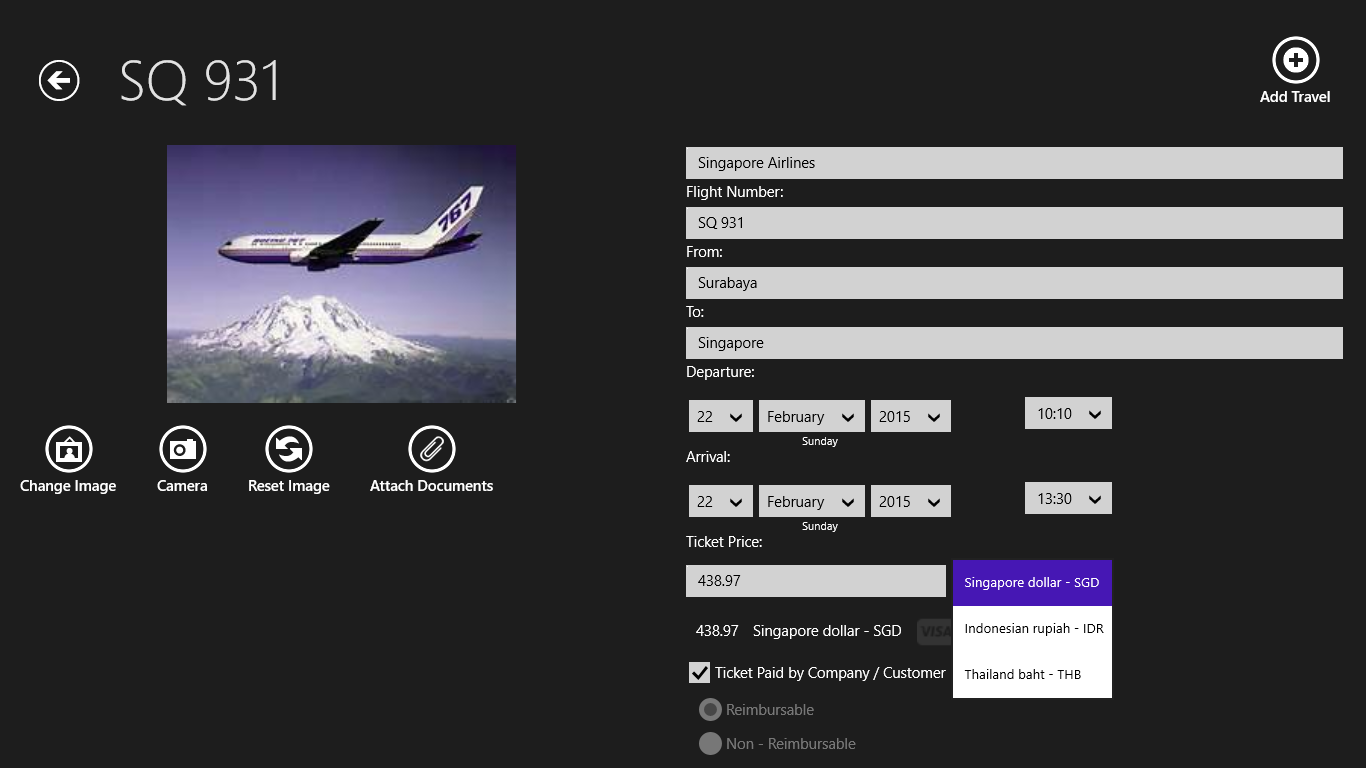 SQ 931
Add Travel
767
Change Image
Camera
Reset Image
Attach Documents
Singapore Airlines
Flight Number:
SQ 931
From:
Surabaya
To:
Singapore
Departure:
22 February 2015 10:10
Sunday
Arrival:
22 February 2015 13:30
Sunday
Ticket Price:
438.97
Singapore dollar - SGD
Indonesian rupiah - IDR
Thailand baht - THB
438.97 Singapore dollar - SGD VISA
Ticket Paid by Company / Customer
Reimbursable
Non - Reimbursable